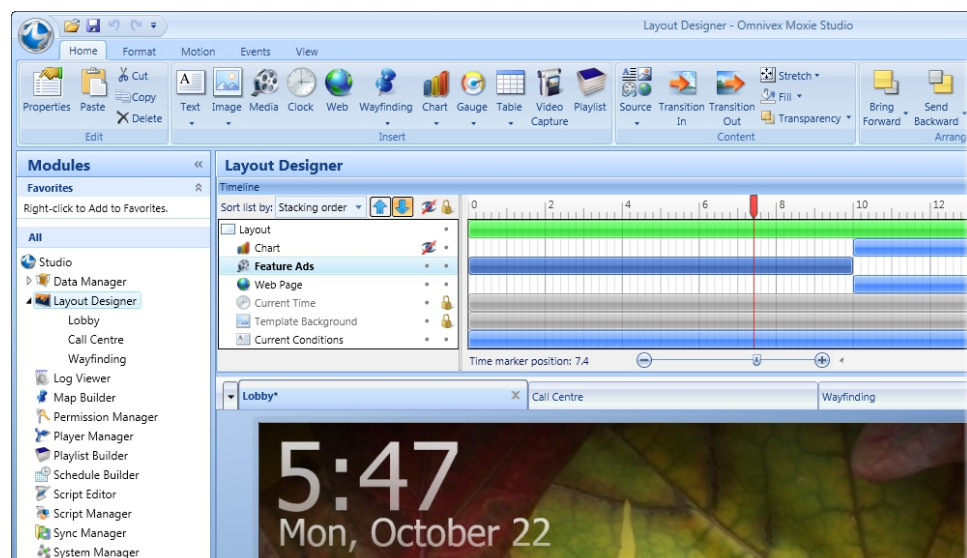 Layout Designer - Omnivex Moxie Studio
Home Format Motion Events View
Properties Paste Cut Copy Delete
Edit
Text Image Media Clock Web Wayfinding Chart Gauge Table Video Capture Playlist
Insert
Source Transition In Transition Out Stretch Fill Transparency
Content
Bring Forward Send Backward
Arrang
Modules
Favorites
Right-click to Add to Favorites.
All
Studio
Data Manager
Layout Designer
Lobby
Call Centre
Wayfinding
Log Viewer
Map Builder
Permission Manager
Player Manager
Playlist Builder
Schedule Builder
Script Editor
Script Manager
Sync Manager
System Manager
Layout Designer
Timeline
Sort list by: Stacking order
0 2 4 6 8 10 12
Layout
Chart
Feature Ads
Web Page
Current Time
Template Background
Current Conditions
Time marker position: 7.4
Lobby* Call Centre Wayfinding
5:47
Mon, October 22